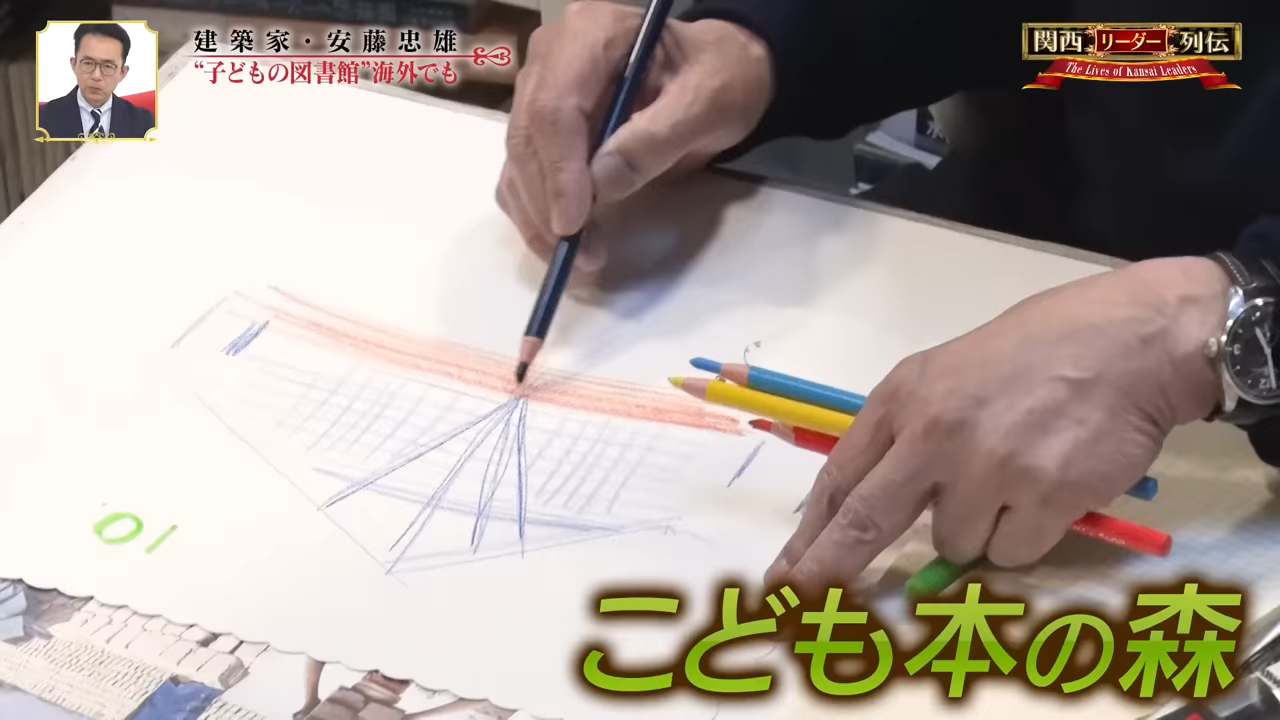 建築家・安藤忠雄
“子どもの図書館”海外でも
関西リーダー列伝
The Lives of Kansai Leaders
こども本の森